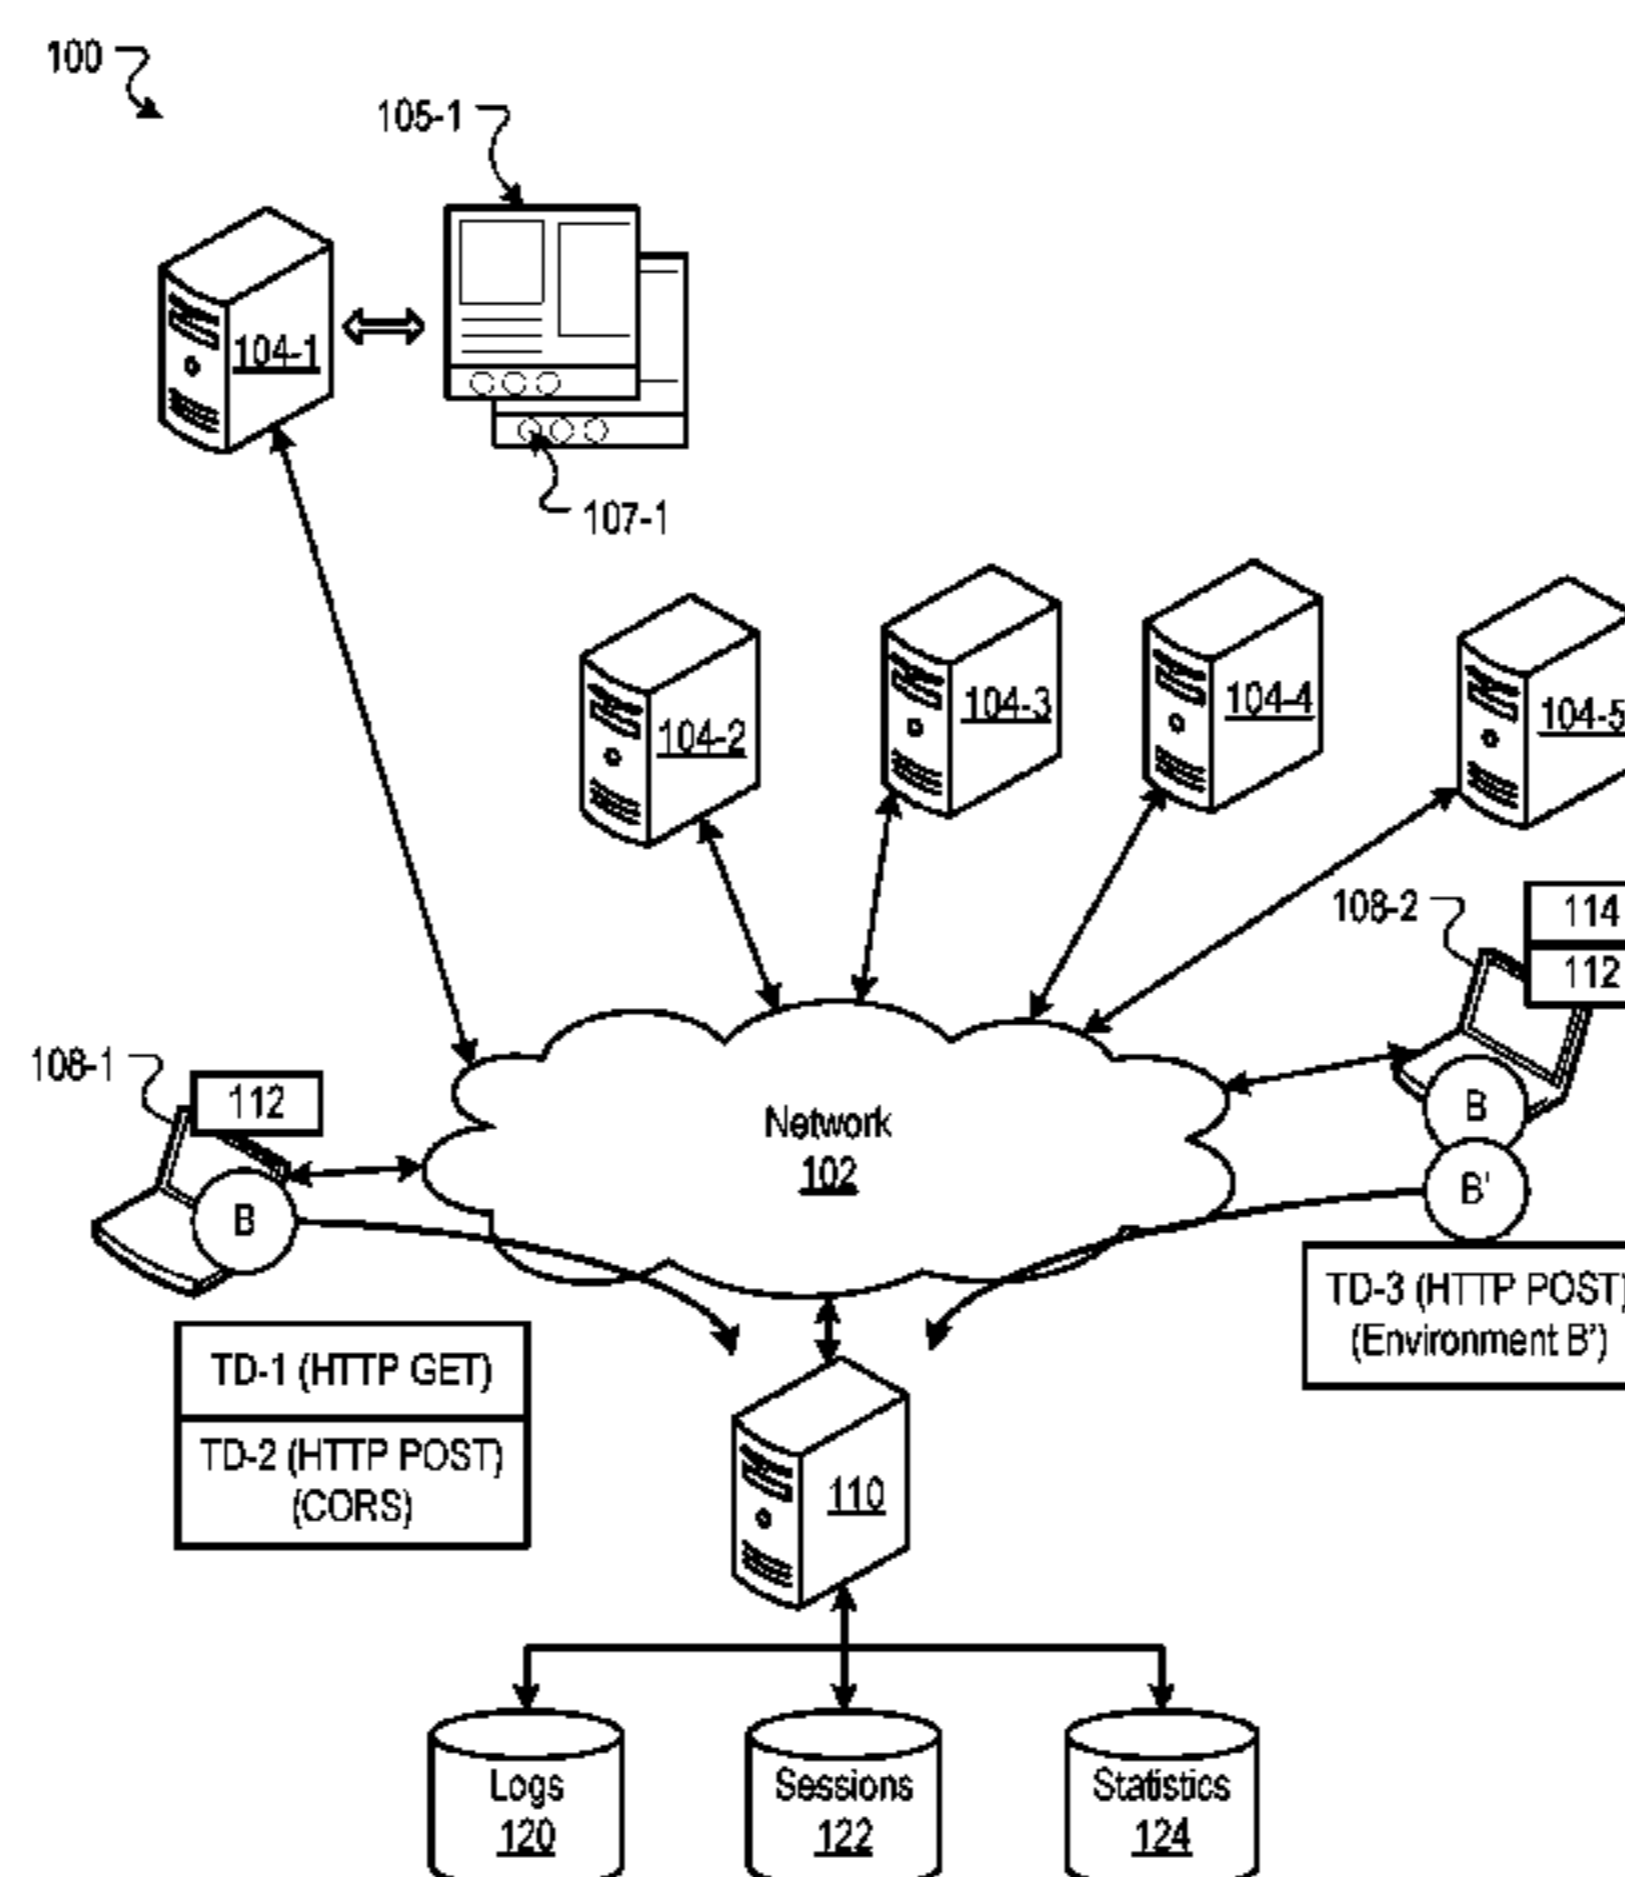 100
105-1
104-1
107-1
104-2
104-3
104-4
104-5
108-2
114
112
108-1
112
Network
102
B
B
B'
TD-1 (HTTP GET)
TD-2 (HTTP POST)
(CORS)
TD-3 (HTTP POST)
(Environment B')
110
Logs
120
Sessions
122
Statistics
124